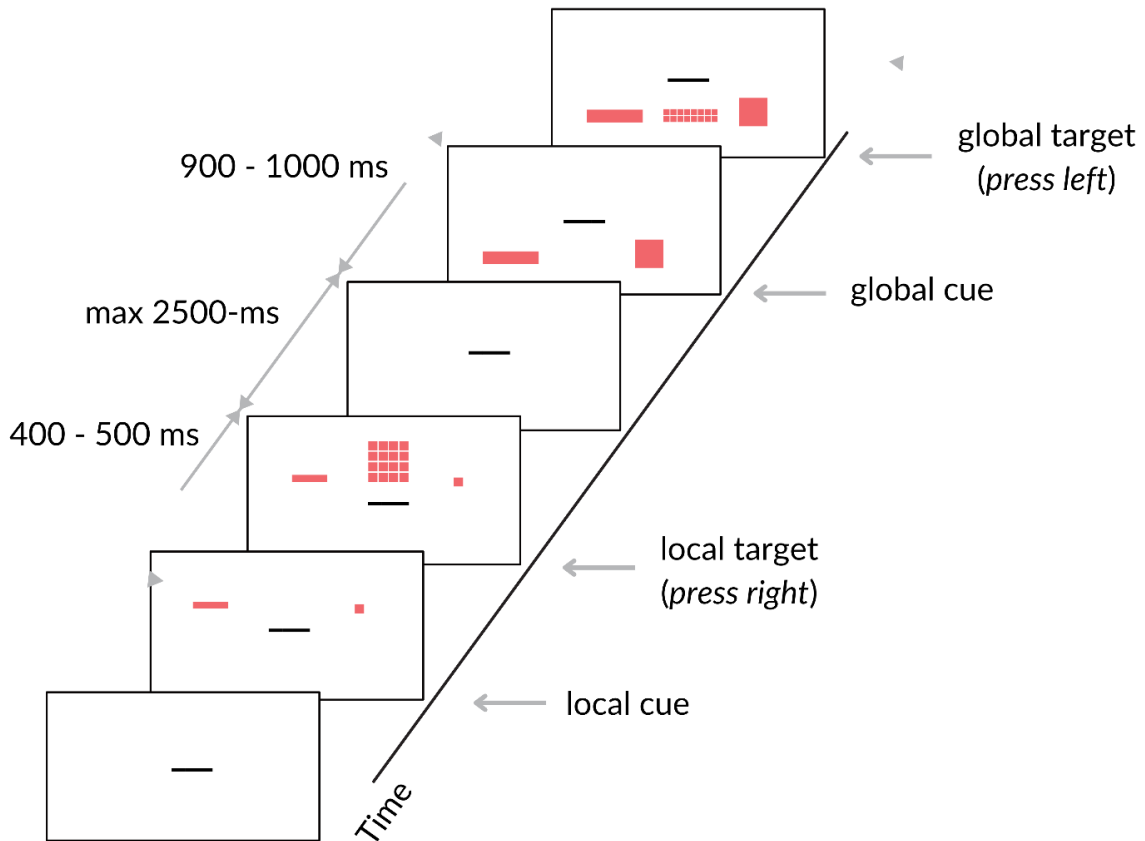 900 - 1000 ms
global target
(press left)
max 2500-ms
global cue
400 - 500 ms
local target
(press right)
local cue
Time